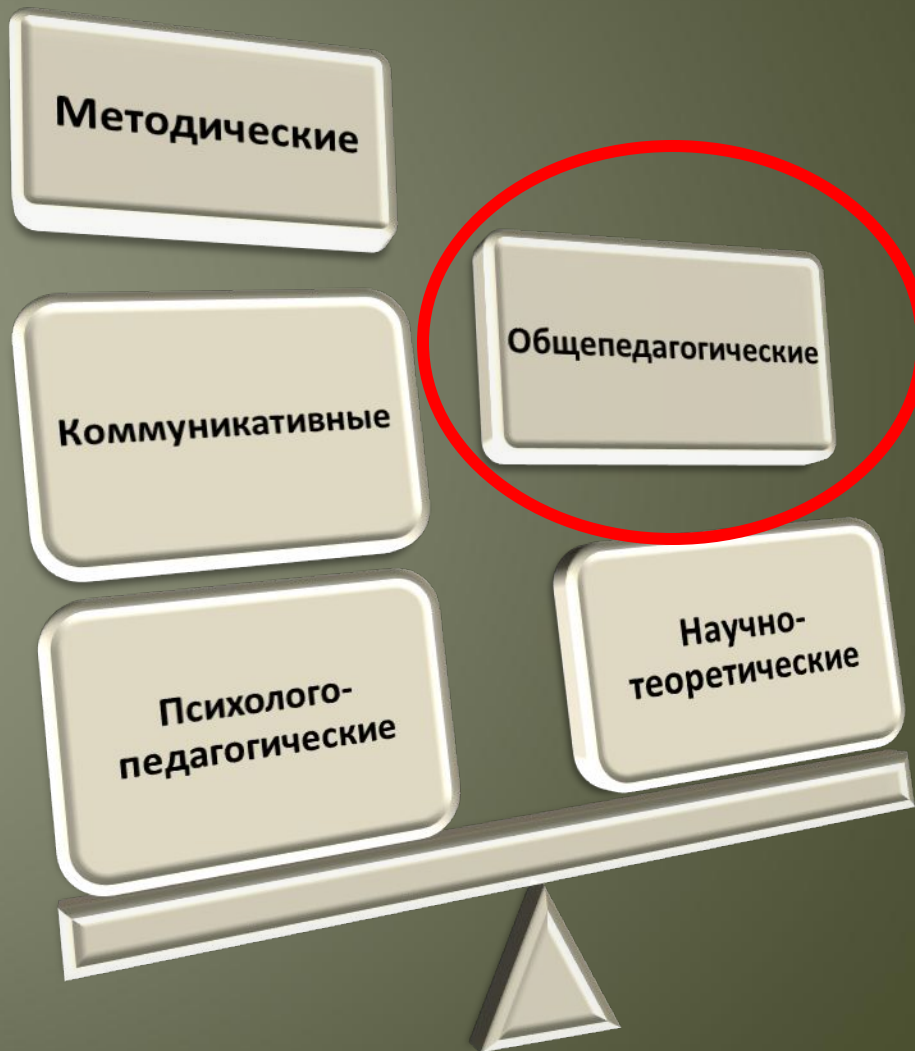 Методические
Коммуникативные
Психолого-
педагогические
Общепедагогические
Научно-
теоретические